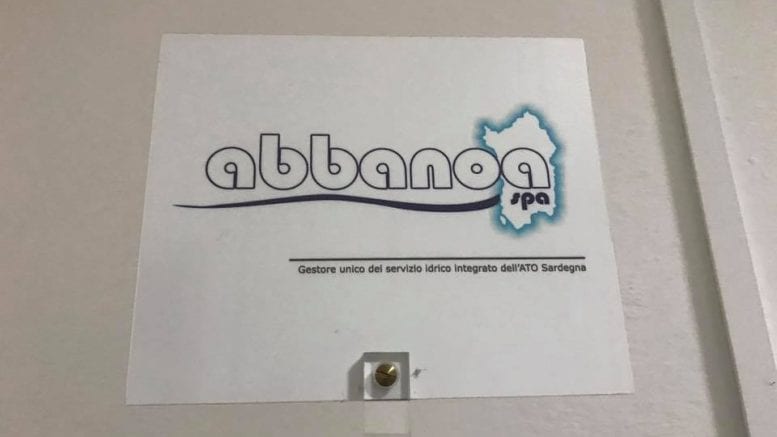 abbanoa
spa
Gestore unico del servizio idrico integrato dell'ATO Sardegna